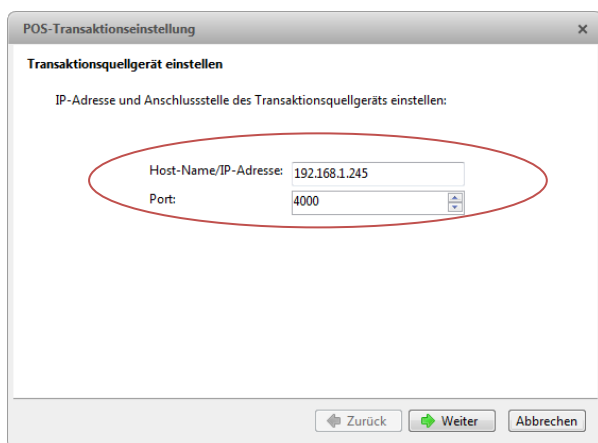 POS-Transaktionseinstellung
Transaktionsquellgerät einstellen
IP-Adresse und Anschlussstelle des Transaktionsquellgeräts einstellen:
Host-Name/IP-Adresse: 192.168.1.245
Port: 4000
Zurück Weiter Abbrechen